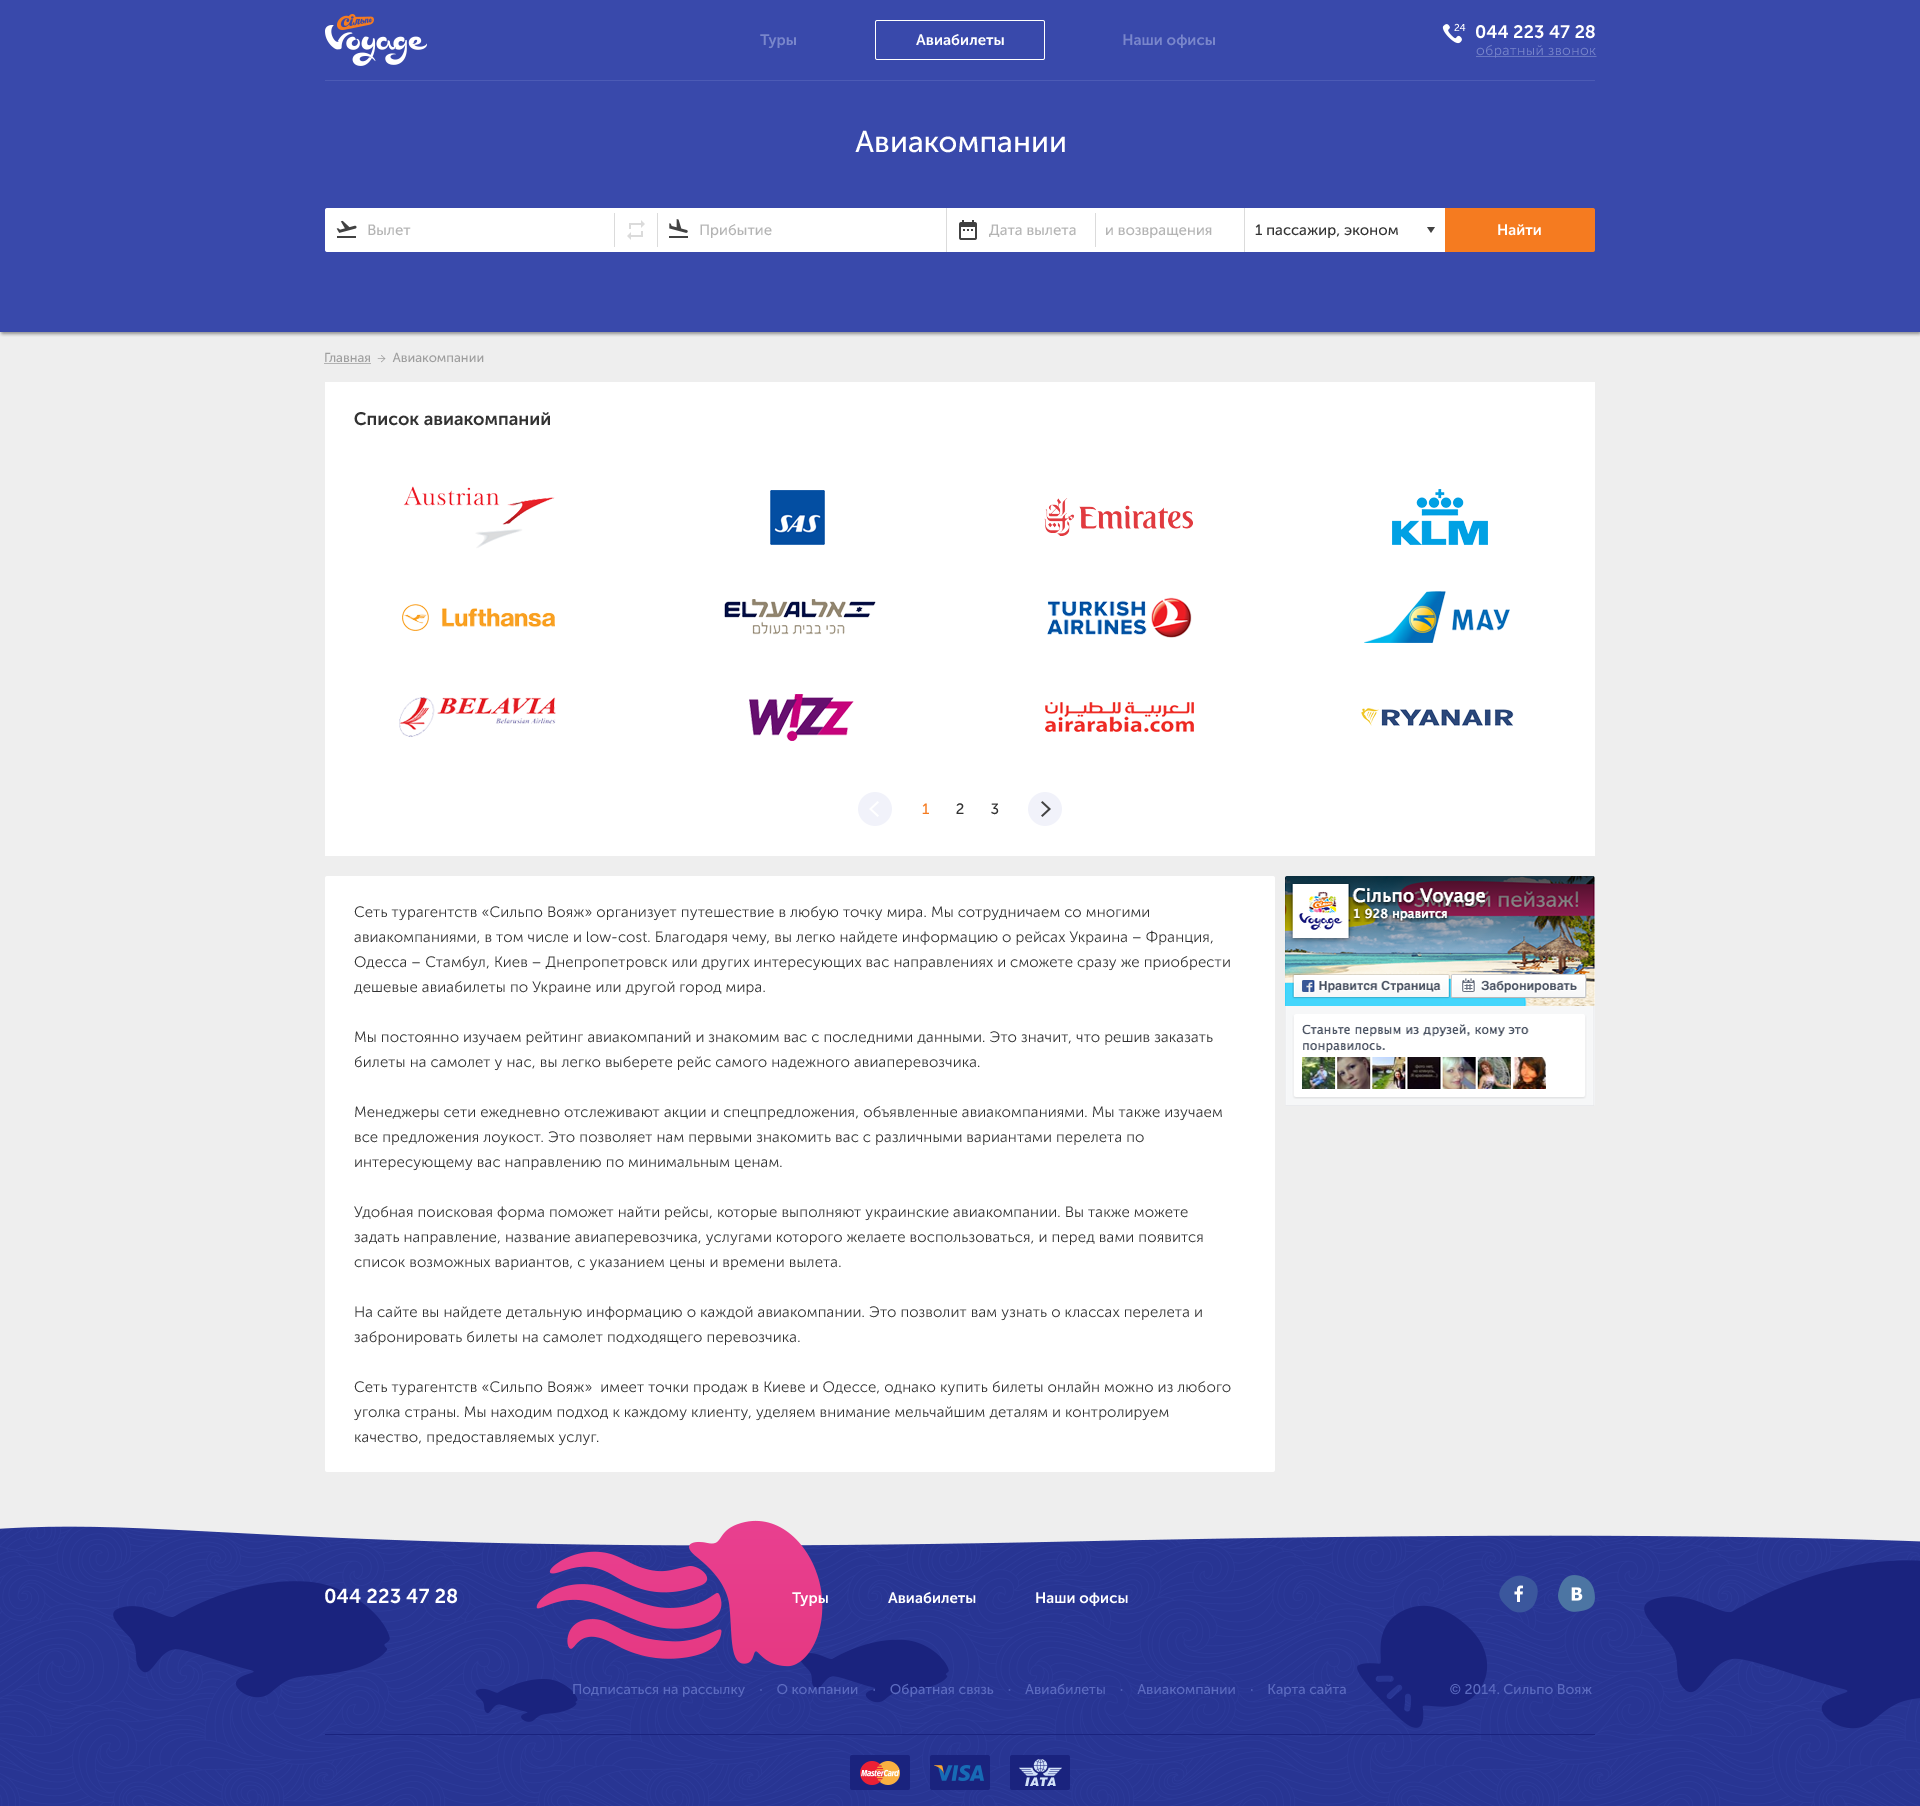 Сільпо
Voyage
Туры
Авиабилеты
Наши офисы
24
044 223 47 28
обратный звонок
Авиакомпании
Вылет
Прибытие
Дата вылета
и возвращения
1 пассажир, эконом
Найти
Главная → Авиакомпании
Список авиакомпаний
Austrian
SAS
Emirates
KLM
Lufthansa
ELעלALאל
הכי בבית בעולם
TURKISH
AIRLINES
МАУ
BELAVIA
Belarusian Airlines
W!ZZ
العربية للطيران
airarabia.com
RYANAIR
1 2 3
Сеть турагентств «Сильпо Вояж» организует путешествие в любую точку мира. Мы сотрудничаем со многими
авиакомпаниями, в том числе и low-cost. Благодаря чему, вы легко найдете информацию о рейсах Украина – Франция,
Одесса – Стамбул, Киев – Днепропетровск или других интересующих вас направлениях и сможете сразу же приобрести
дешевые авиабилеты по Украине или другой город мира.
Мы постоянно изучаем рейтинг авиакомпаний и знакомим вас с последними данными. Это значит, что решив заказать
билеты на самолет у нас, вы легко выберете рейс самого надежного авиаперевозчика.
Менеджеры сети ежедневно отслеживают акции и спецпредложения, объявленные авиакомпаниями. Мы также изучаем
все предложения лоукост. Это позволяет нам первыми знакомить вас с различными вариантами перелета по
интересующему вас направлению по минимальным ценам.
Удобная поисковая форма поможет найти рейсы, которые выполняют украинские авиакомпании. Вы также можете
задать направление, название авиаперевозчика, услугами которого желаете воспользоваться, и перед вами появится
список возможных вариантов, с указанием цены и времени вылета.
На сайте вы найдете детальную информацию о каждой авиакомпании. Это позволит вам узнать о классах перелета и
забронировать билеты на самолет подходящего перевозчика.
Сеть турагентств «Сильпо Вояж»  имеет точки продаж в Киеве и Одессе, однако купить билеты онлайн можно из любого
уголка страны. Мы находим подход к каждому клиенту, уделяем внимание мельчайшим деталям и контролируем
качество, предоставляемых услуг.
Voyage
Сільпо Voyage
пейзаж!
1 928 нравится
Нравится Страница
Забронировать
Станьте первым из друзей, кому это
понравилось.
044 223 47 28
Туры
Авиабилеты
Наши офисы
f
В
Подписаться на рассылку · О компании · Обратная связь · Авиабилеты · Авиакомпании · Карта сайта
© 2014. Сильпо Вояж
MasterCard
VISA
IATA